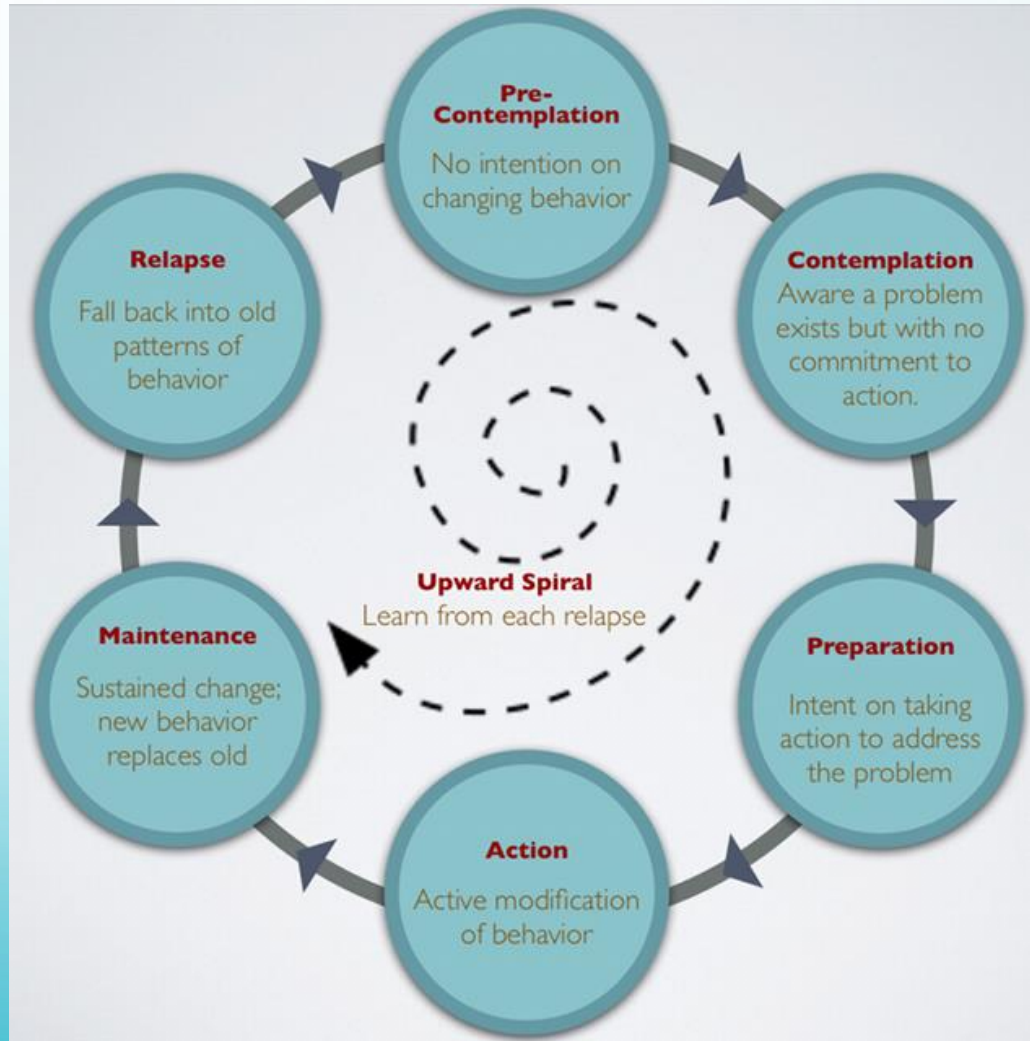 Pre-
Contemplation
No intention on
changing behavior
Contemplation
Aware a problem
exists but with no
commitment to
action.
Preparation
Intent on taking
action to address
the problem
Action
Active modification
of behavior
Maintenance
Sustained change;
new behavior
replaces old
Relapse
Fall back into old
patterns of
behavior
Upward Spiral
Learn from each relapse